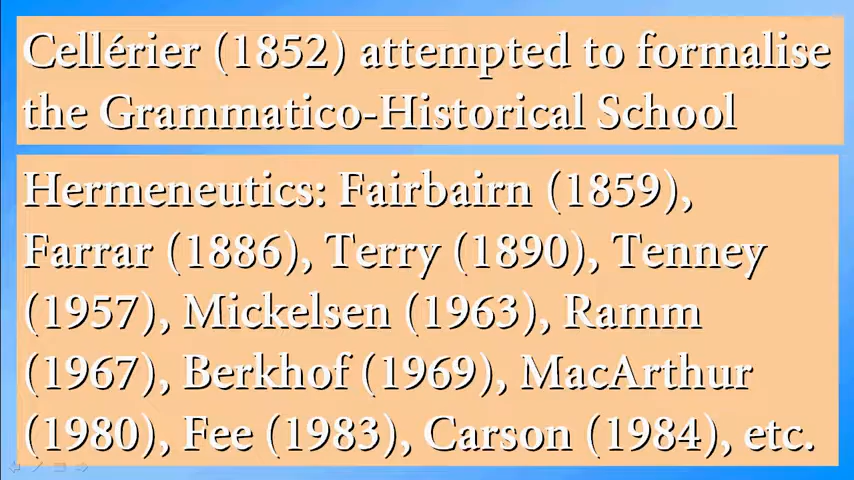 Cellérier (1852) attempted to formalise
the Grammatico-Historical School
Hermeneutics: Fairbairn (1859),
Farrar (1886), Terry (1890), Tenney
(1957), Mickelsen (1963), Ramm
(1967), Berkhof (1969), MacArthur
(1980), Fee (1983), Carson (1984), etc.